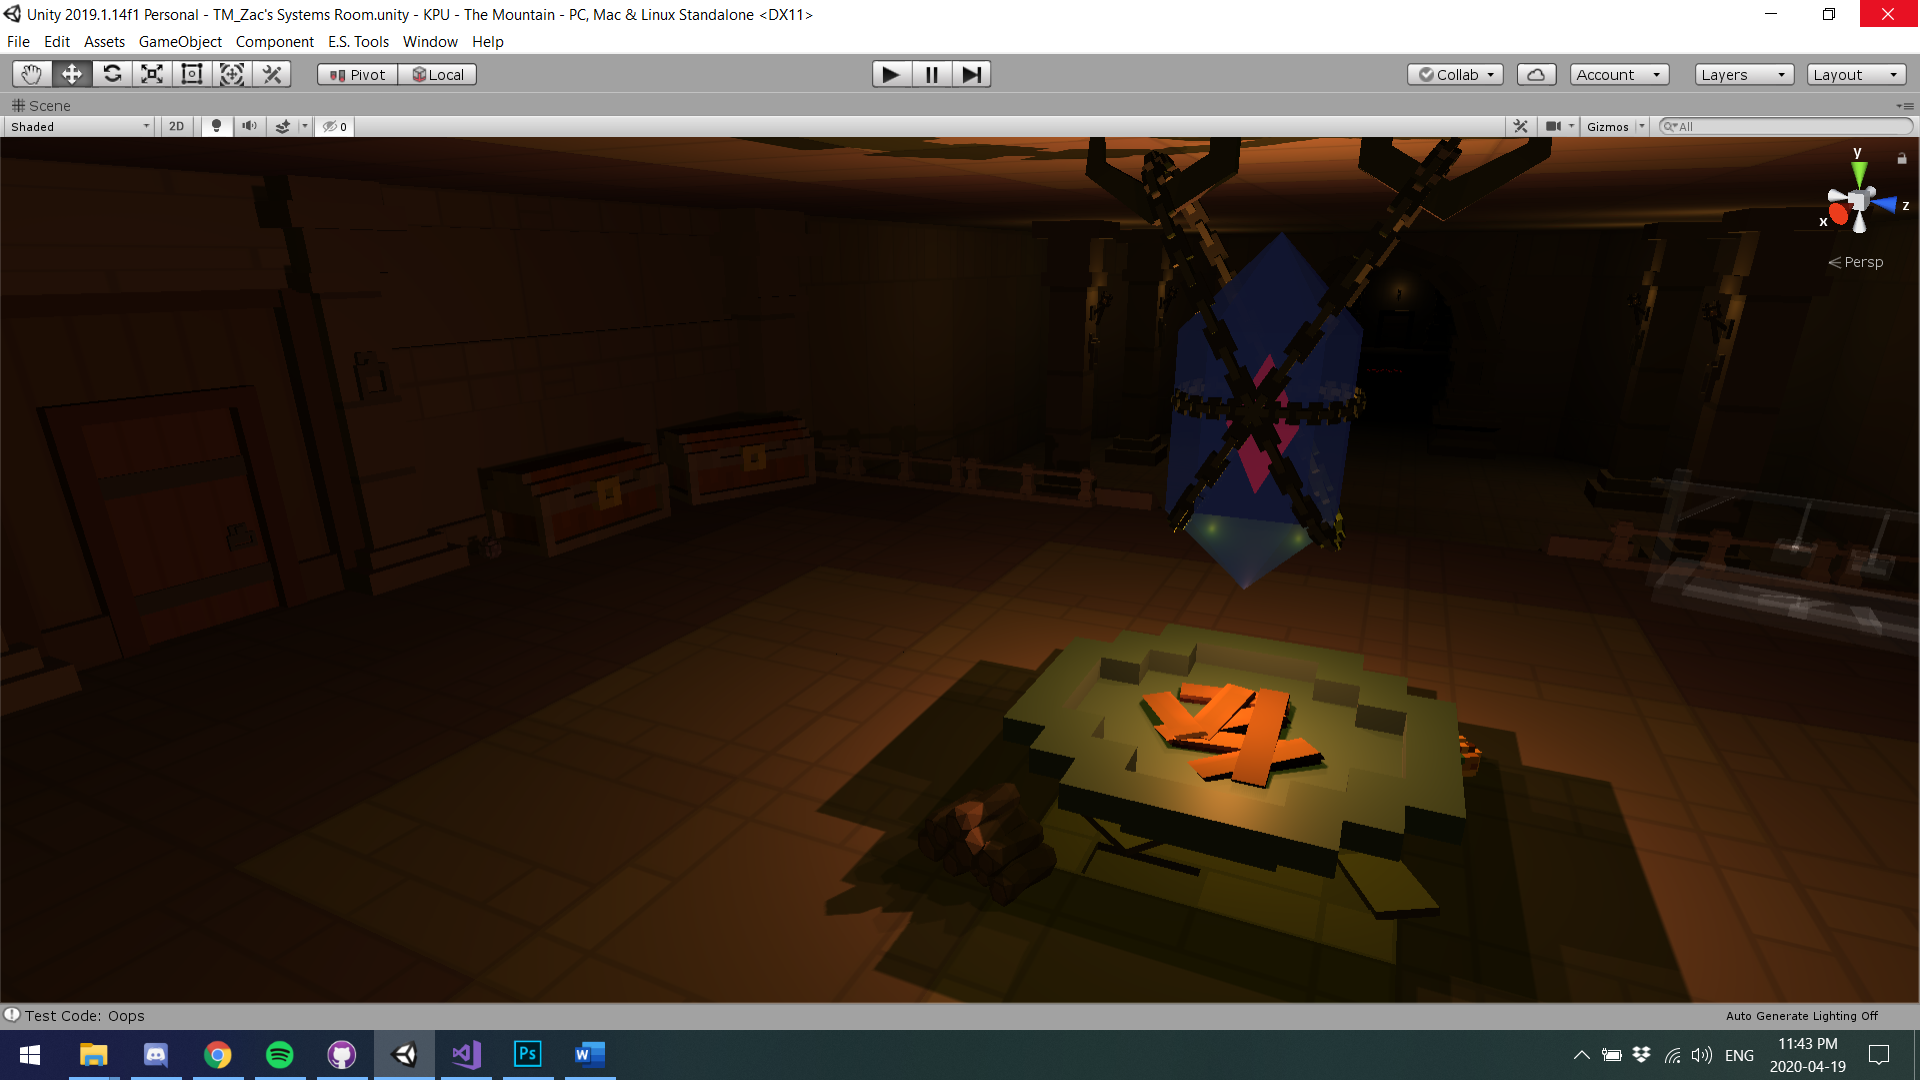 Unity 2019.1.14f1 Personal - TM_Zac's Systems Room.unity - KPU - The Mountain - PC, Mac & Linux Standalone <DX11>
File Edit Assets GameObject Component E.S. Tools Window Help
Pivot Local Collab Account Layers Layout
Scene
Shaded 2D 0 Gizmos All
y
z
x
Persp
Test Code: Oops
Auto Generate Lighting Off
Ps
W
ENG
11:43 PM
2020-04-19